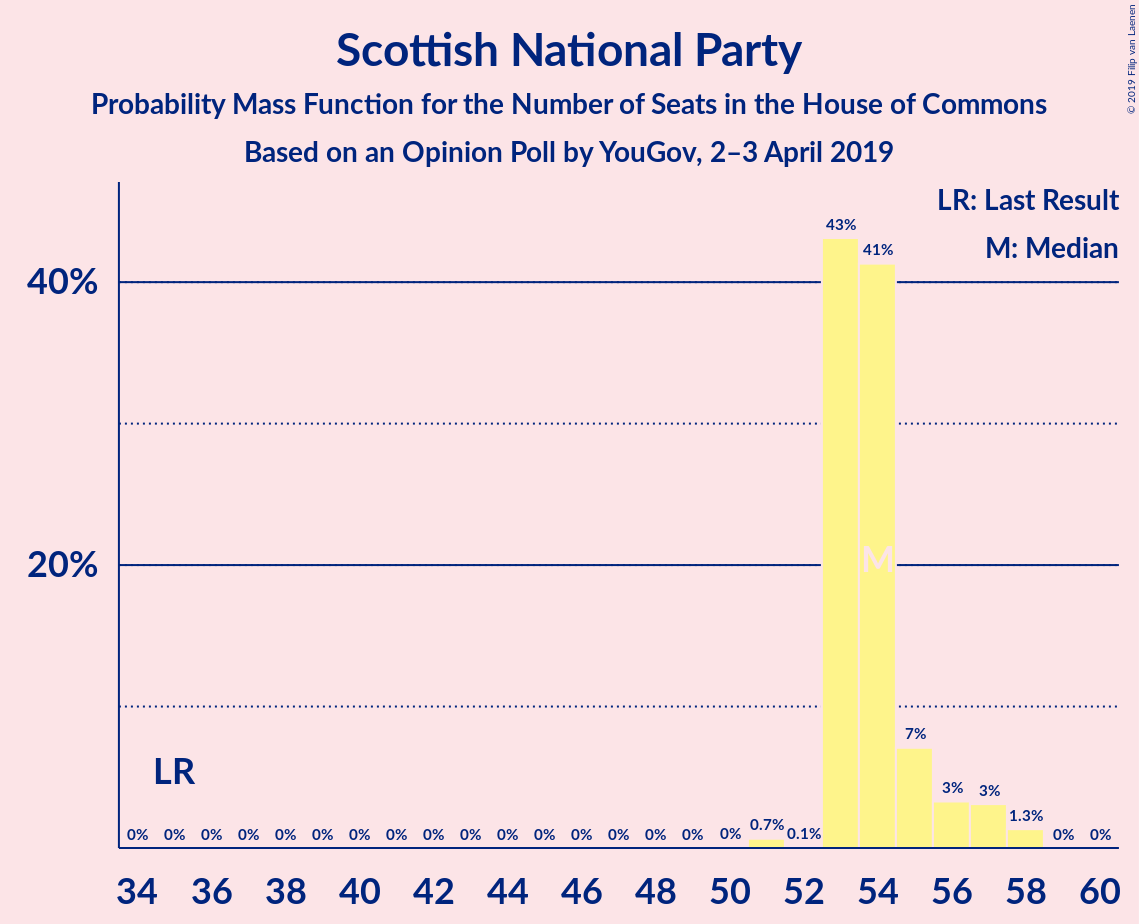 Scottish National Party
Probability Mass Function for the Number of Seats in the House of Commons
Based on an Opinion Poll by YouGov, 2–3 April 2019
© 2019 Filip van Laenen
LR: Last Result
M: Median
43%
41%
40%
20%
M
7%
LR
3%
3%
1.3%
0.7%
0.1%
0% 0% 0% 0% 0% 0% 0% 0% 0% 0% 0% 0% 0% 0% 0% 0% 0% 0% 0%
34 36 38 40 42 44 46 48 50 52 54 56 58 60